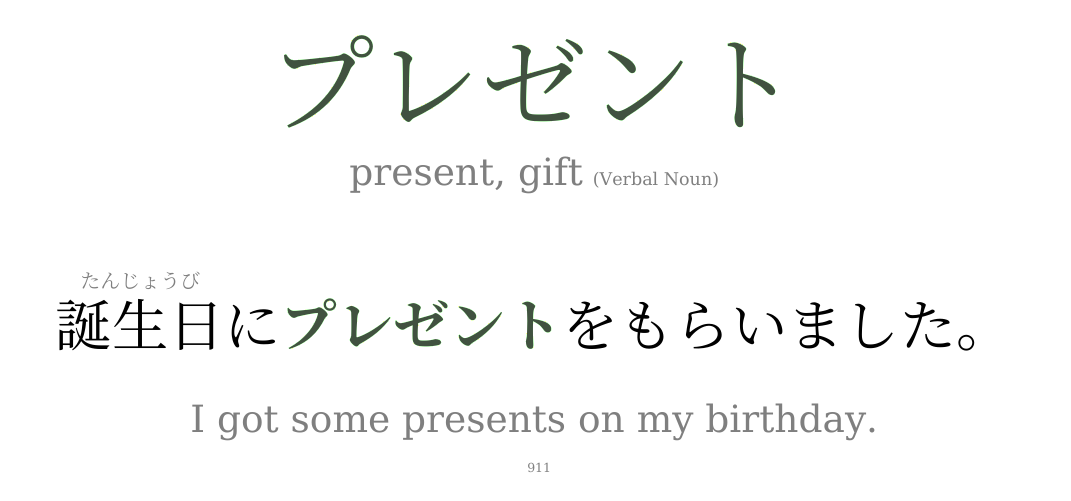 プレゼント
present, gift (Verbal Noun)
たんじょうび
誕生日にプレゼントをもらいました。
I got some presents on my birthday.
911